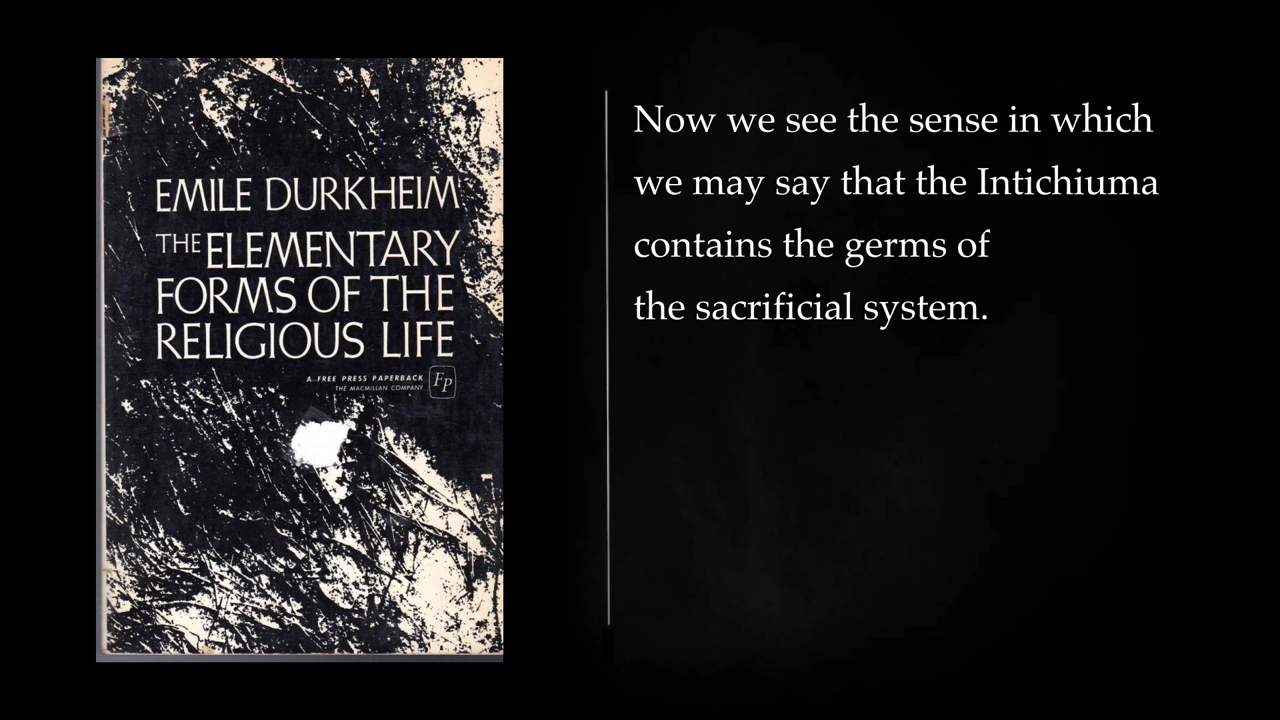 EMILE DURKHEIM
THE ELEMENTARY
FORMS OF THE
RELIGIOUS LIFE
A FREE PRESS PAPERBACK
THE MACMILLAN COMPANY
FP
Now we see the sense in which
we may say that the Intichiuma
contains the germs of
the sacrificial system.